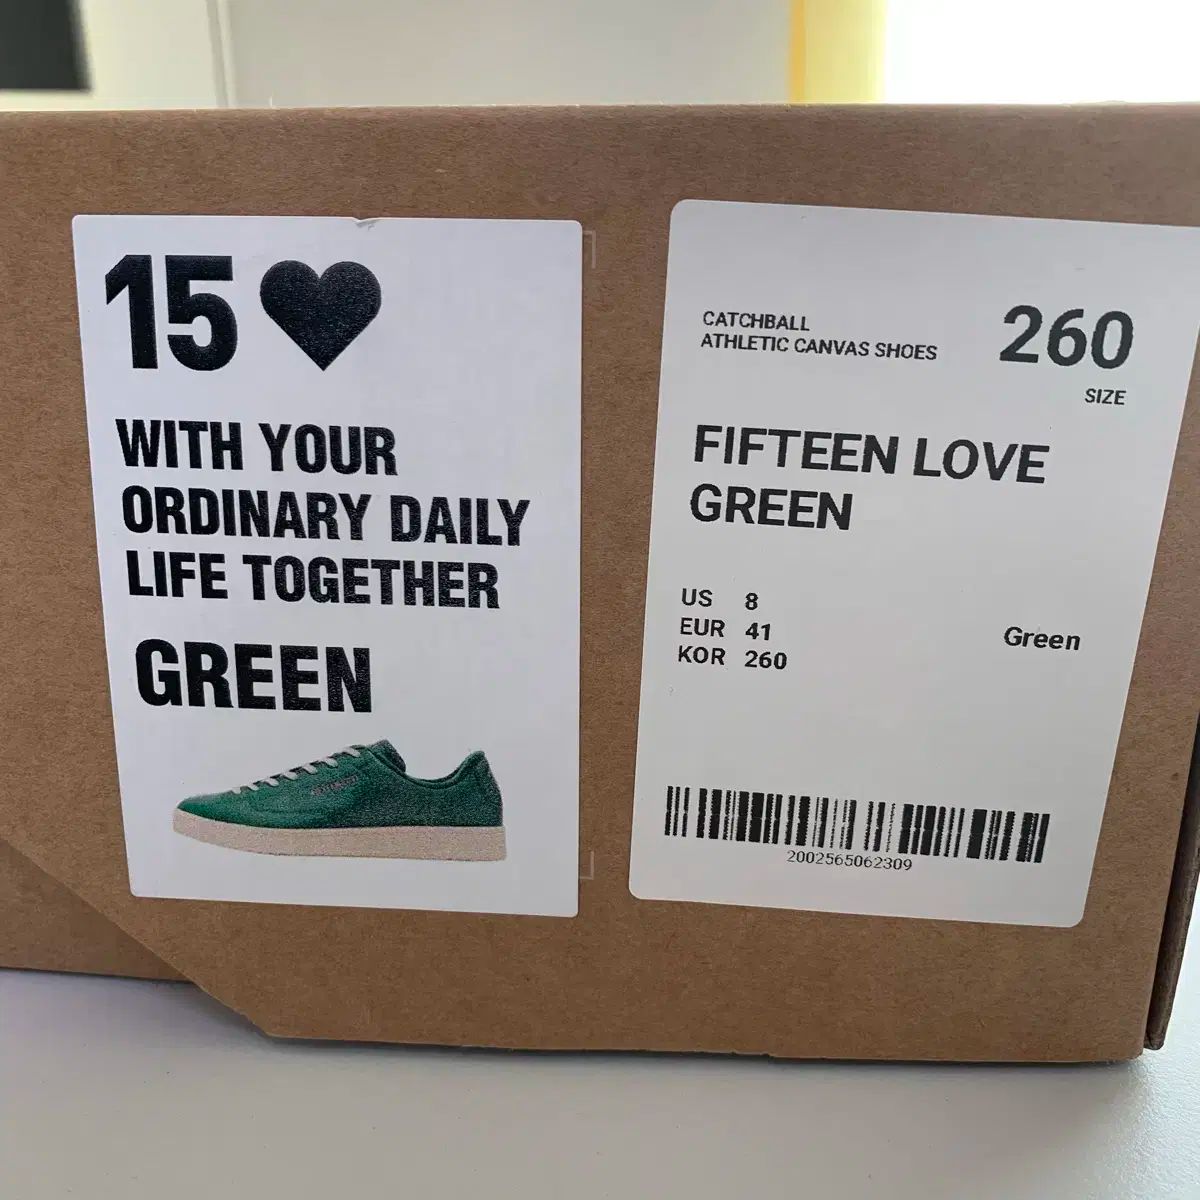 15♥
WITH YOUR
ORDINARY DAILY
LIFE TOGETHER
GREEN
CATCHBALL
ATHLETIC CANVAS SHOES
260
SIZE
FIFTEEN LOVE
GREEN
US 8
EUR 41
KOR 260
Green
2002565062309